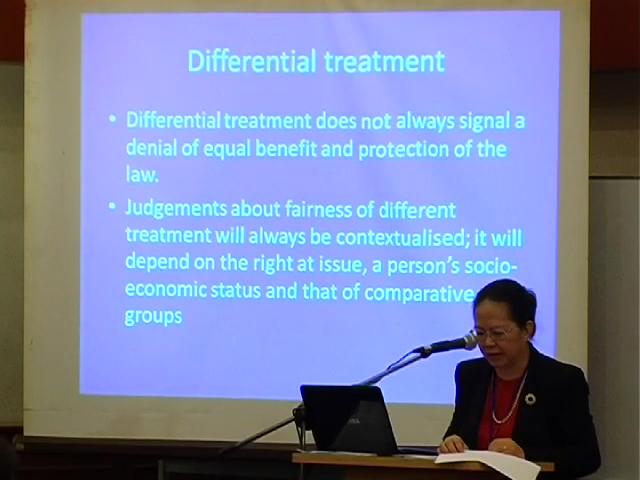 Differential treatment
• Differential treatment does not always signal a
denial of equal benefit and protection of the
law.
• Judgements about fairness of different
treatment will always be contextualised; it will
depend on the right at issue, a person's socio-
economic status and that of comparative
groups